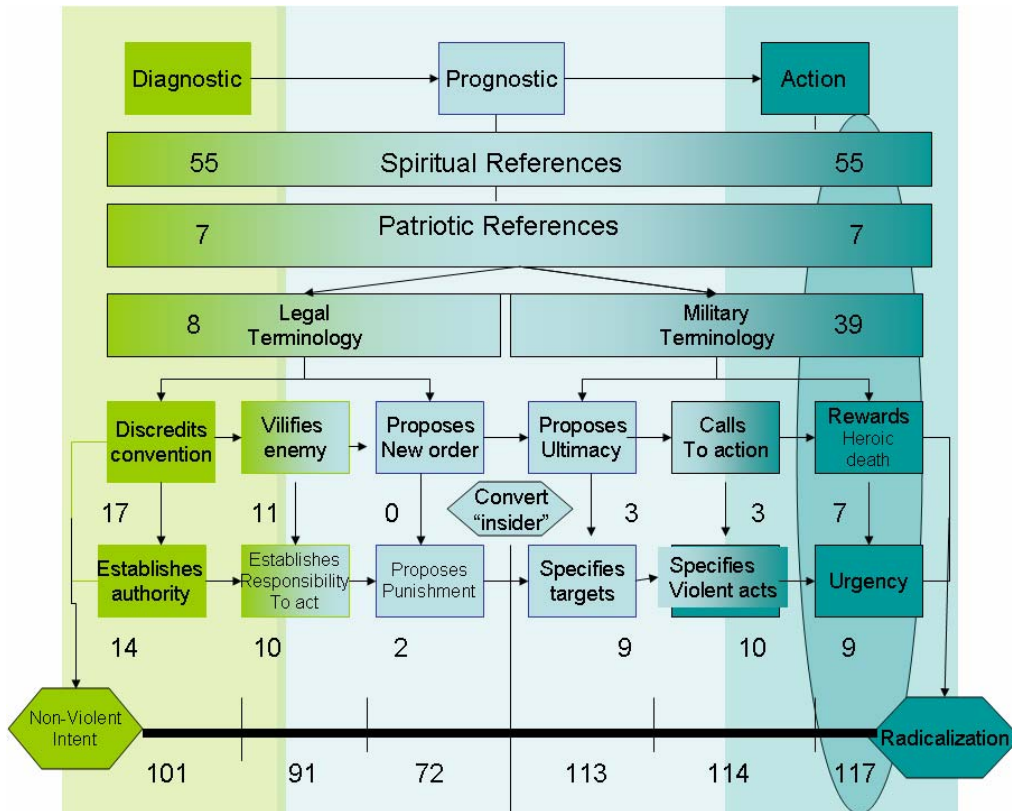 Diagnostic
Prognostic
Action
55
Spiritual References
55
7
Patriotic References
7
8
Legal
Terminology
Military
Terminology
39
Discredits
convention
Vilifies
enemy
Proposes
New order
Proposes
Ultimacy
Calls
To action
Rewards
Heroic
death
17
11
0
Convert
“insider”
3
3
7
Establishes
authority
Establishes
Responsibility
To act
Proposes
Punishment
Specifies
targets
Specifies
Violent acts
Urgency
14
10
2
9
10
9
Non-Violent
Intent
Radicalization
101
91
72
113
114
117